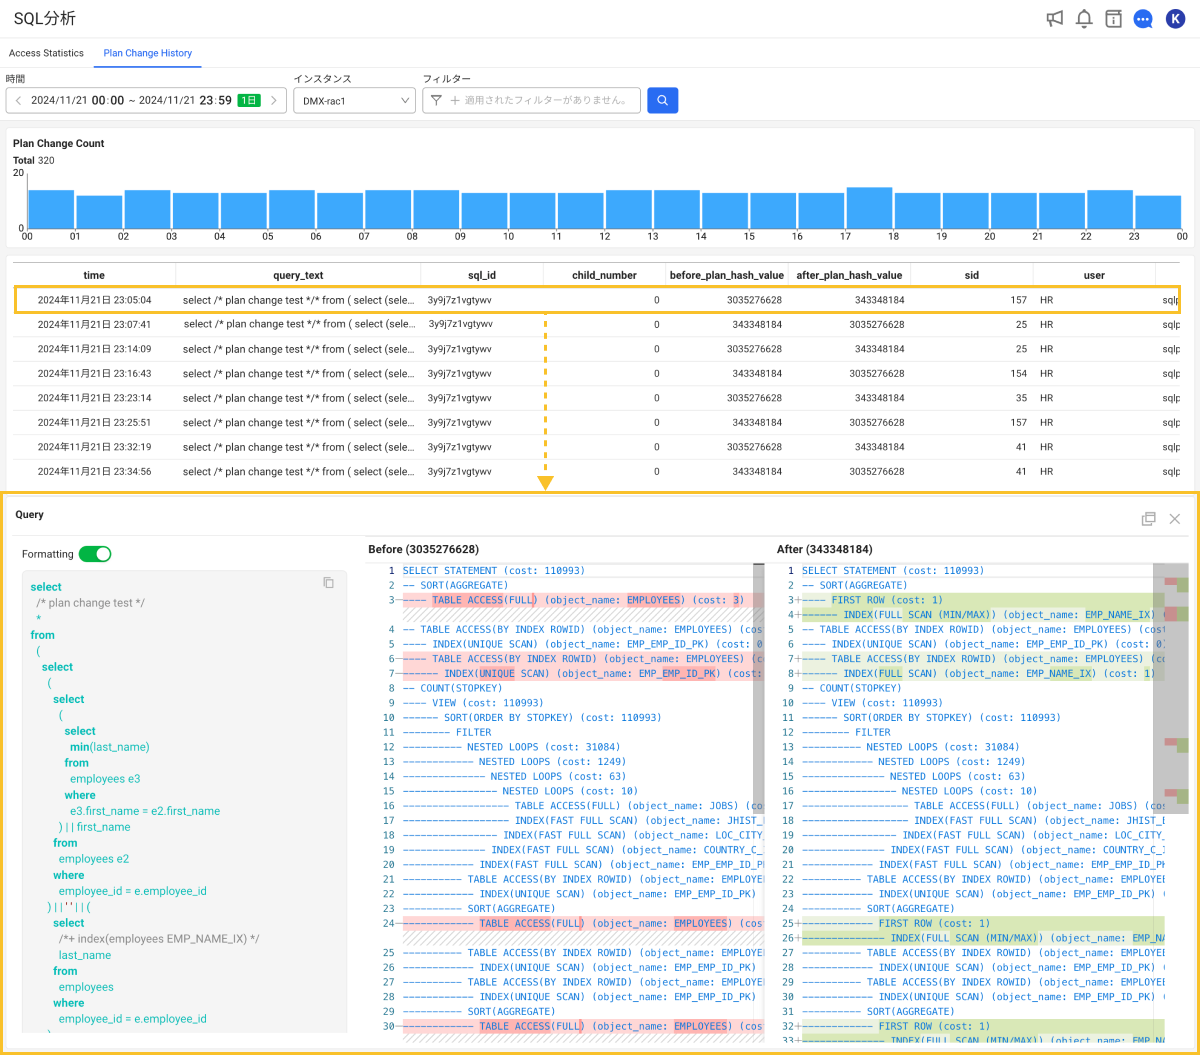 SQL分析
K
Access Statistics Plan Change History
時間 インスタンス フィルター
2024/11/21 00:00 ~ 2024/11/21 23:59 1日 DMX-rac1 適用されたフィルターがありません。
Plan Change Count
Total 320
20
0
00 01 02 03 04 05 06 07 08 09 10 11 12 13 14 15 16 17 18 19 20 21 22 23 00
time query_text sql_id child_number before_plan_hash_value after_plan_hash_value sid user
2024年11月21日 23:05:04 select /* plan change test */* from ( select (sele... 3y9j7z1vgtywv 0 3035276628 343348184 157 HR sqlp
2024年11月21日 23:07:41 select /* plan change test */* from ( select (sele... 3y9j7z1vgtywv 0 343348184 3035276628 25 HR sqlp
2024年11月21日 23:14:09 select /* plan change test */* from ( select (sele... 3y9j7z1vgtywv 0 3035276628 343348184 25 HR sqlp
2024年11月21日 23:16:43 select /* plan change test */* from ( select (sele... 3y9j7z1vgtywv 0 343348184 3035276628 154 HR sqlp
2024年11月21日 23:23:14 select /* plan change test */* from ( select (sele... 3y9j7z1vgtywv 0 3035276628 343348184 35 HR sqlp
2024年11月21日 23:25:51 select /* plan change test */* from ( select (sele... 3y9j7z1vgtywv 0 343348184 3035276628 157 HR sqlp
2024年11月21日 23:32:19 select /* plan change test */* from ( select (sele... 3y9j7z1vgtywv 0 3035276628 343348184 41 HR sqlp
2024年11月21日 23:34:56 select /* plan change test */* from ( select (sele... 3y9j7z1vgtywv 0 343348184 3035276628 41 HR sqlp
Query
Formatting
select
/* plan change test */
*
from
(
select
(
select
(
select
min(last_name)
from
employees e3
where
e3.first_name = e2.first_name
) || first_name
from
employees e2
where
employee_id = e.employee_id
) || '' || (
select
/*+ index(employees EMP_NAME_IX) */
last_name
from
employees
where
employee_id = e.employee_id
Before (3035276628)
1 SELECT STATEMENT (cost: 110993)
2 -- SORT(AGGREGATE)
3- ---- TABLE ACCESS(FULL) (object_name: EMPLOYEES) (cost: 3)
4 -- TABLE ACCESS(BY INDEX ROWID) (object_name: EMPLOYEES) (cos
5 ---- INDEX(UNIQUE SCAN) (object_name: EMP_EMP_ID_PK) (cost: 0
6- ---- TABLE ACCESS(BY INDEX ROWID) (object_name: EMPLOYEES) (c
7- ------ INDEX(UNIQUE SCAN) (object_name: EMP_EMP_ID_PK) (cost:
8 -- COUNT(STOPKEY)
9 ---- VIEW (cost: 110993)
10 ------ SORT(ORDER BY STOPKEY) (cost: 110993)
11 -------- FILTER
12 ---------- NESTED LOOPS (cost: 31084)
13 ------------ NESTED LOOPS (cost: 1249)
14 -------------- NESTED LOOPS (cost: 63)
15 ---------------- NESTED LOOPS (cost: 10)
16 ------------------ TABLE ACCESS(FULL) (object_name: JOBS) (co
17 ------------------ INDEX(FAST FULL SCAN) (object_name: JHIST_
18 ---------------- INDEX(FAST FULL SCAN) (object_name: LOC_CITY_
19 -------------- INDEX(FAST FULL SCAN) (object_name: COUNTRY_C_
20 ------------ INDEX(FAST FULL SCAN) (object_name: EMP_EMP_ID_P
21 ---------- TABLE ACCESS(BY INDEX ROWID) (object_name: EMPLOYE
22 ------------ INDEX(UNIQUE SCAN) (object_name: EMP_EMP_ID_PK)
23 ---------- SORT(AGGREGATE)
24- ------------ TABLE ACCESS(FULL) (object_name: EMPLOYEES) (cos
25 ---------- TABLE ACCESS(BY INDEX ROWID) (object_name: EMPLOYE
26 ------------ INDEX(UNIQUE SCAN) (object_name: EMP_EMP_ID_PK)
27 ---------- TABLE ACCESS(BY INDEX ROWID) (object_name: EMPLOYE
28 ------------ INDEX(UNIQUE SCAN) (object_name: EMP_EMP_ID_PK)
29 ---------- SORT(AGGREGATE)
30- ------------ TABLE ACCESS(FULL) (object_name: EMPLOYEES) (cos
After (343348184)
1 SELECT STATEMENT (cost: 110993)
2 -- SORT(AGGREGATE)
3+ ---- FIRST ROW (cost: 1)
4+ ------ INDEX(FULL SCAN (MIN/MAX)) (object_name: EMP_NAME_IX)
5 -- TABLE ACCESS(BY INDEX ROWID) (object_name: EMPLOYEES) (cost
6 ---- INDEX(UNIQUE SCAN) (object_name: EMP_EMP_ID_PK) (cost: 0)
7+ ---- TABLE ACCESS(BY INDEX ROWID) (object_name: EMPLOYEES) (co
8+ ------ INDEX(FULL SCAN) (object_name: EMP_NAME_IX) (cost: 1)
9 -- COUNT(STOPKEY)
10 ---- VIEW (cost: 110993)
11 ------ SORT(ORDER BY STOPKEY) (cost: 110993)
12 -------- FILTER
13 ---------- NESTED LOOPS (cost: 31084)
14 ------------ NESTED LOOPS (cost: 1249)
15 -------------- NESTED LOOPS (cost: 63)
16 ---------------- NESTED LOOPS (cost: 10)
17 ------------------ TABLE ACCESS(FULL) (object_name: JOBS) (cos
18 ------------------ INDEX(FAST FULL SCAN) (object_name: JHIST_E
19 ---------------- INDEX(FAST FULL SCAN) (object_name: LOC_CITY_
20 -------------- INDEX(FAST FULL SCAN) (object_name: COUNTRY_C_I
21 ------------ INDEX(FAST FULL SCAN) (object_name: EMP_EMP_ID_PK
22 ---------- TABLE ACCESS(BY INDEX ROWID) (object_name: EMPLOYEE
23 ------------ INDEX(UNIQUE SCAN) (object_name: EMP_EMP_ID_PK) (
24 ---------- SORT(AGGREGATE)
25+ ------------ FIRST ROW (cost: 1)
26+ -------------- INDEX(FULL SCAN (MIN/MAX)) (object_name: EMP_NA
27 ---------- TABLE ACCESS(BY INDEX ROWID) (object_name: EMPLOYEE
28 ------------ INDEX(UNIQUE SCAN) (object_name: EMP_EMP_ID_PK) (
29 ---------- TABLE ACCESS(BY INDEX ROWID) (object_name: EMPLOYEE
30 ------------ INDEX(UNIQUE SCAN) (object_name: EMP_EMP_ID_PK) (
31 ---------- SORT(AGGREGATE)
32+ ------------ FIRST ROW (cost: 1)
33+ -------------- INDEX(FULL SCAN (MIN/MAX)) (object_name: EMP_NA